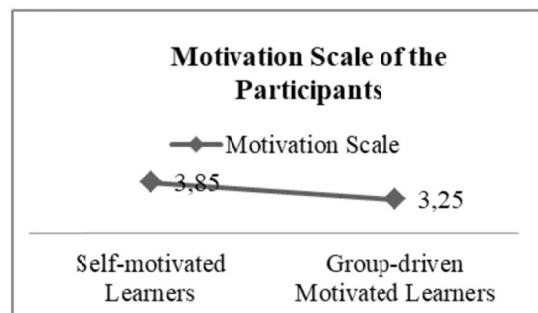 Motivation Scale of the
Participants
Motivation Scale
3,85
3,25
Self-motivated
Learners
Group-driven
Motivated Learners